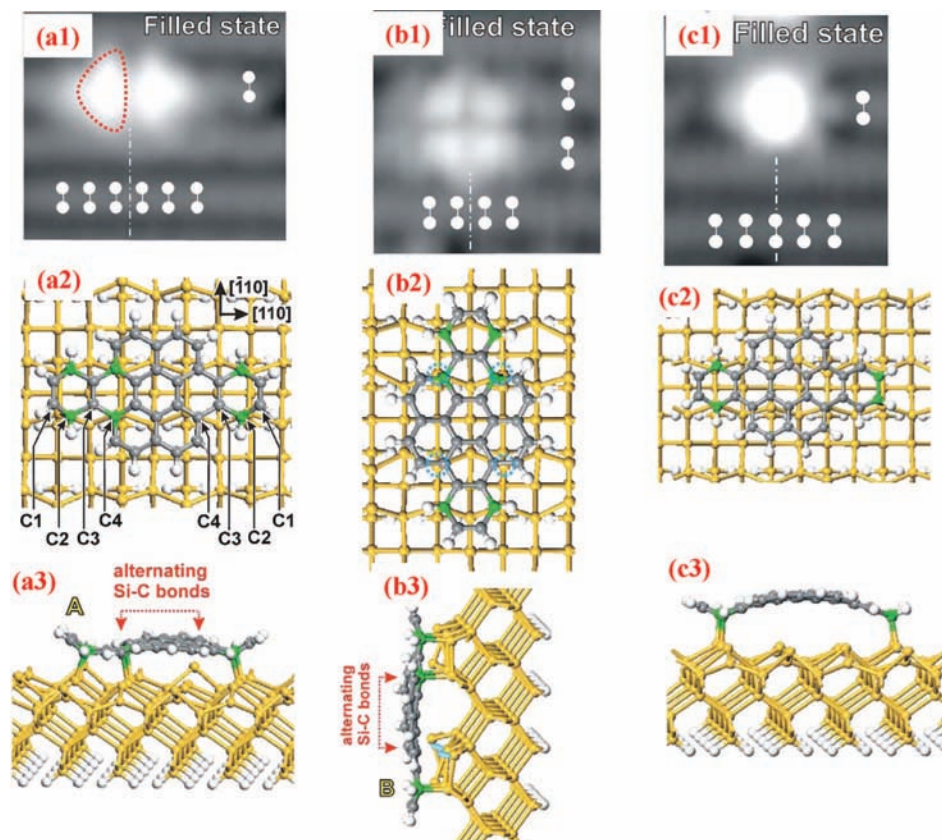 (a1)
Filled state
(b1)
Filled state
(c1)
Filled state
(a2)
[1̄10]
[110]
C1
C2
C3
C4
C4
C3
C2
C1
(b2)
(c2)
(a3)
alternating
Si-C bonds
A
(b3)
alternating
Si-C bonds
B
(c3)